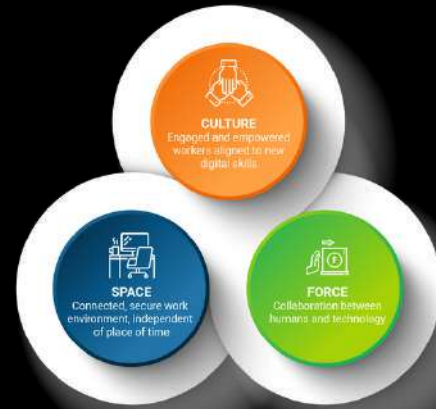 CULTURE
Engaged and empowered
workers aligned to new
digital skills
SPACE
Connected, secure work
environment, independent
of place of time
FORCE
Collaboration between
humans and technology